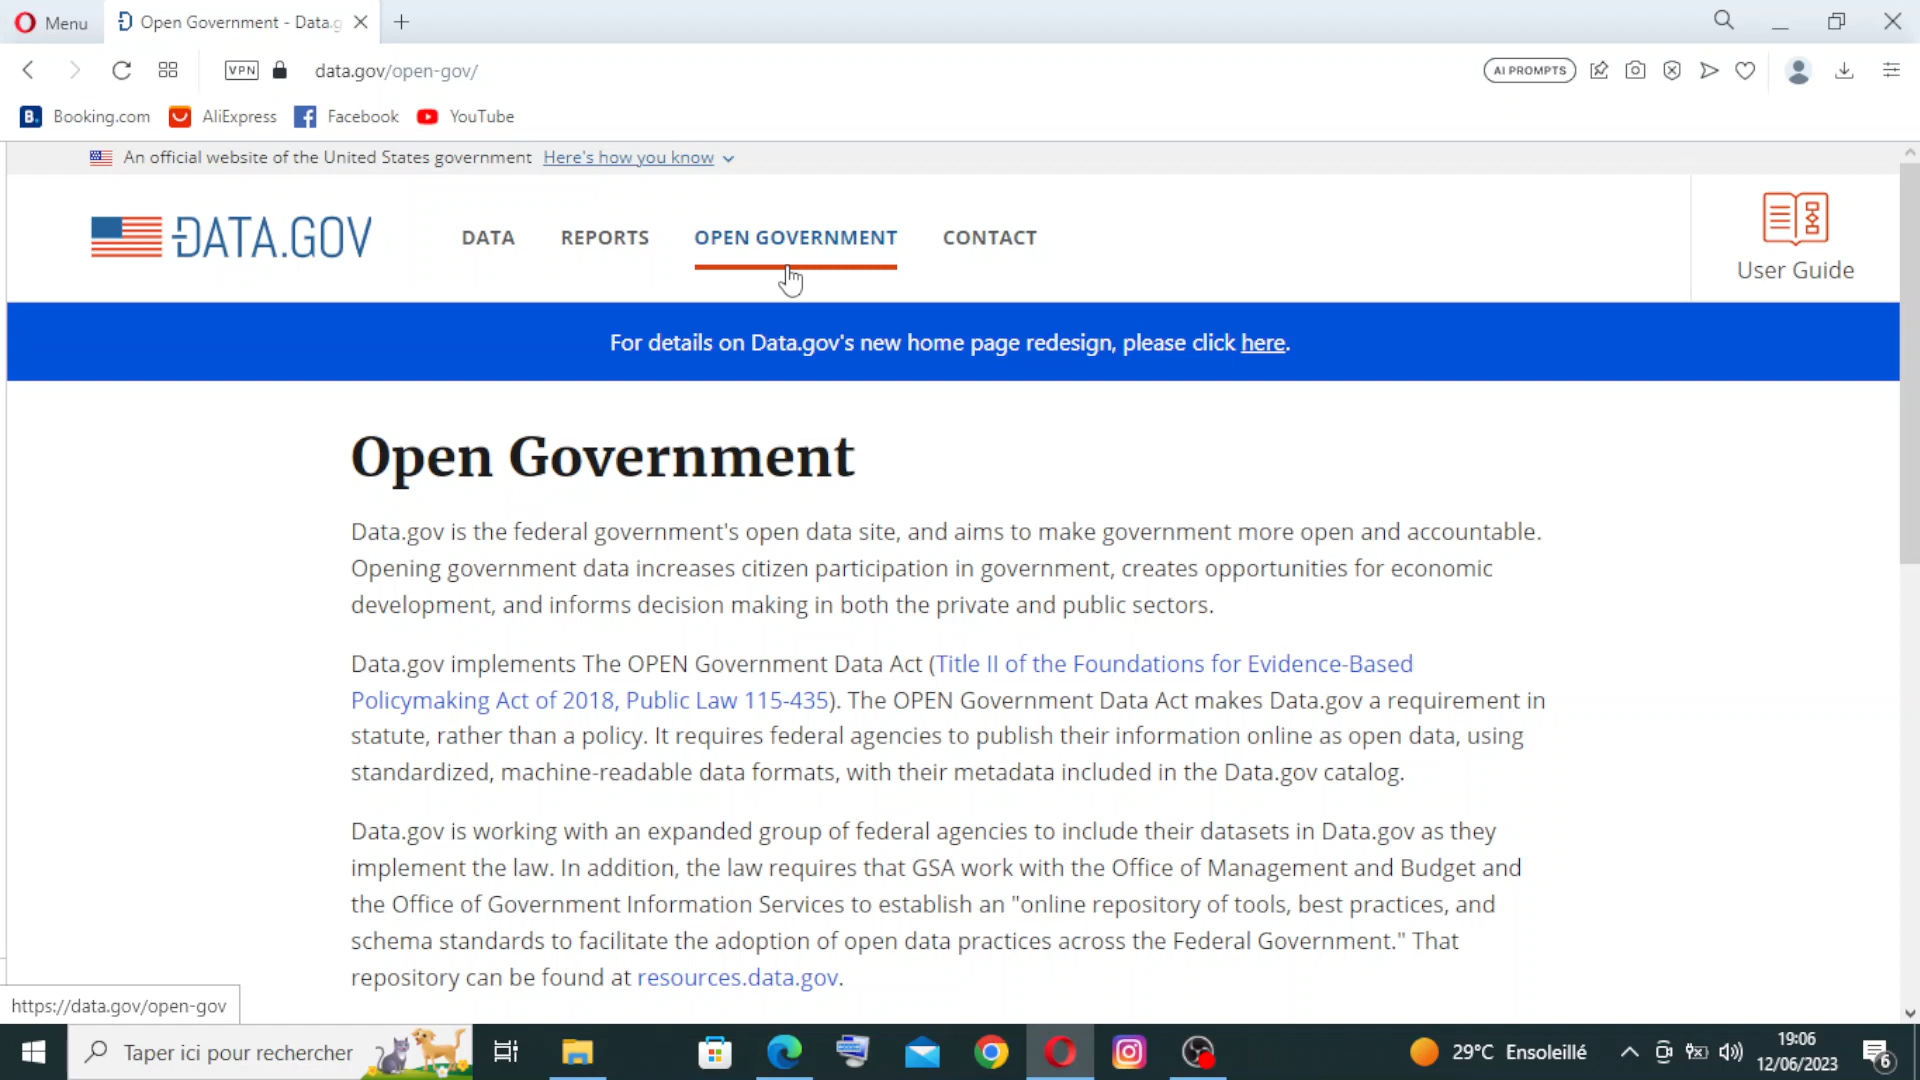 Menu
Open Government - Data.g
VPN
data.gov/open-gov/
AI PROMPTS
B. Booking.com AliExpress Facebook YouTube
An official website of the United States government Here's how you know
DATA.GOV
DATA REPORTS OPEN GOVERNMENT CONTACT
User Guide
For details on Data.gov's new home page redesign, please click here.
Open Government
Data.gov is the federal government's open data site, and aims to make government more open and accountable.
Opening government data increases citizen participation in government, creates opportunities for economic
development, and informs decision making in both the private and public sectors.
Data.gov implements The OPEN Government Data Act (Title II of the Foundations for Evidence-Based
Policymaking Act of 2018, Public Law 115-435). The OPEN Government Data Act makes Data.gov a requirement in
statute, rather than a policy. It requires federal agencies to publish their information online as open data, using
standardized, machine-readable data formats, with their metadata included in the Data.gov catalog.
Data.gov is working with an expanded group of federal agencies to include their datasets in Data.gov as they
implement the law. In addition, the law requires that GSA work with the Office of Management and Budget and
the Office of Government Information Services to establish an "online repository of tools, best practices, and
schema standards to facilitate the adoption of open data practices across the Federal Government." That
repository can be found at resources.data.gov.
https://data.gov/open-gov
Taper ici pour rechercher
29°C Ensoleillé
19:06
12/06/2023
6